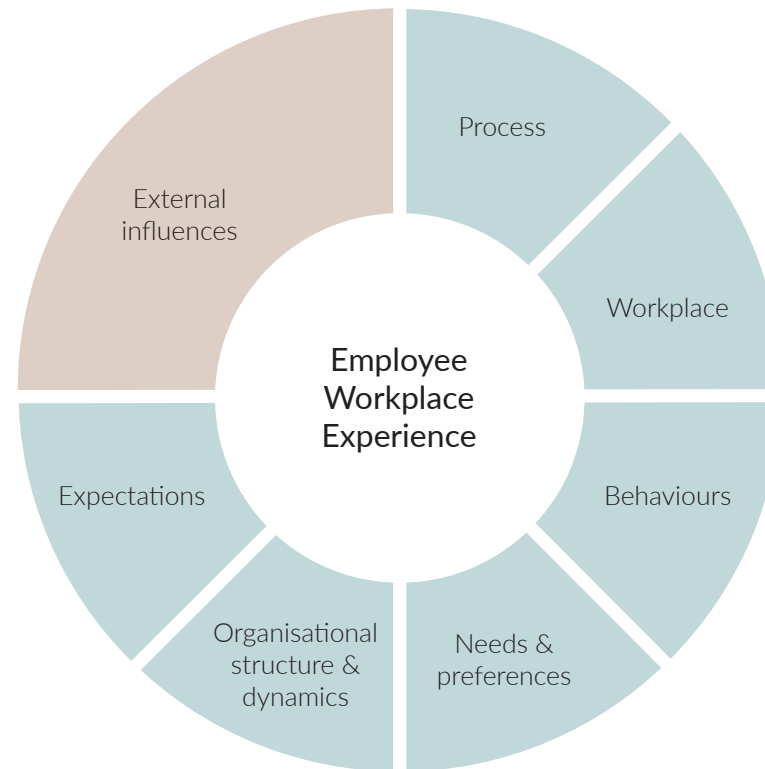 Process
Workplace
Behaviours
Needs &
preferences
Organisational
structure &
dynamics
Expectations
External
influences
Employee
Workplace
Experience